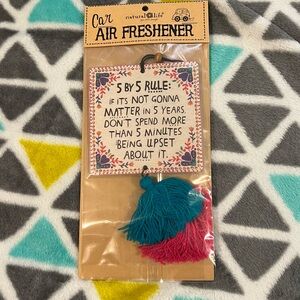 Car
natural life
AIR FRESHENER
5 BY 5 RULE:
IF IT'S NOT GONNA
MATTER IN 5 YEARS
DON'T SPEND MORE
THAN 5 MINUTES
BEING UPSET
ABOUT IT.